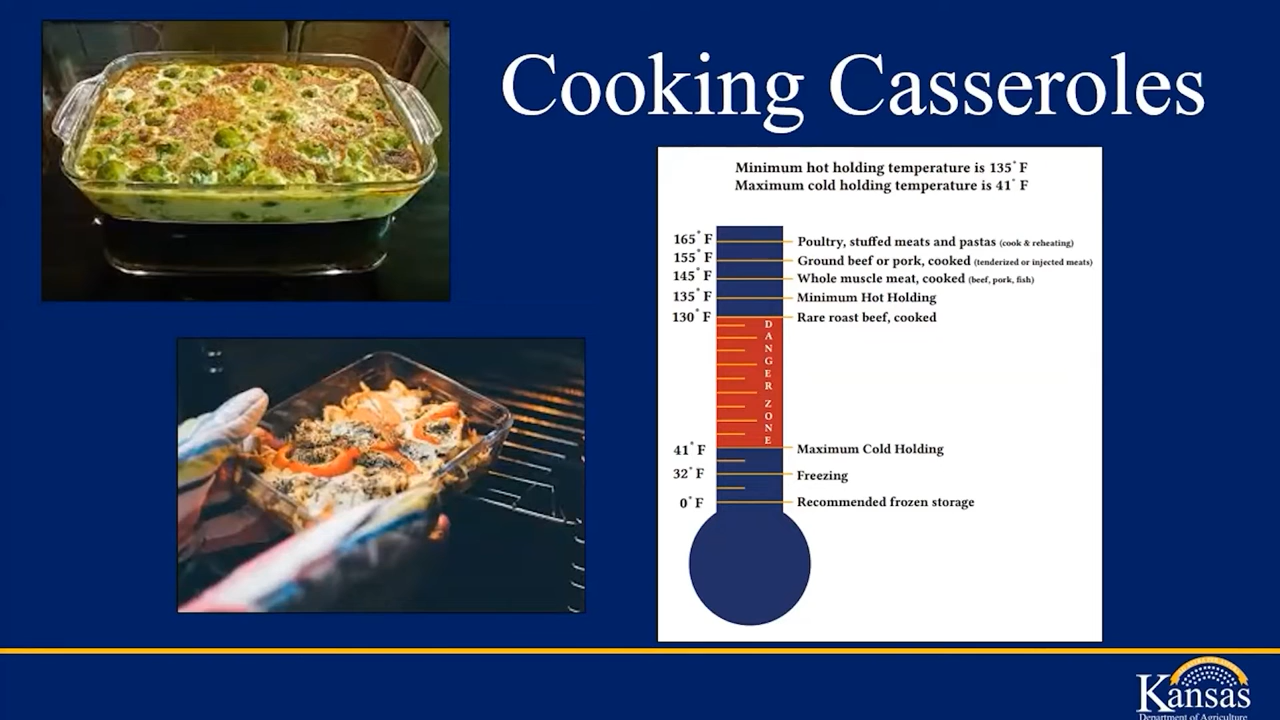 Cooking Casseroles
Minimum hot holding temperature is 135° F
Maximum cold holding temperature is 41° F
165° F Poultry, stuffed meats and pastas (cook & reheating)
155° F Ground beef or pork, cooked (tenderized or injected meats)
145° F Whole muscle meat, cooked (beef, pork, fish)
135° F Minimum Hot Holding
130° F Rare roast beef, cooked
DANGER ZONE
41° F Maximum Cold Holding
32° F Freezing
0° F Recommended frozen storage
Kansas
Department of Agriculture